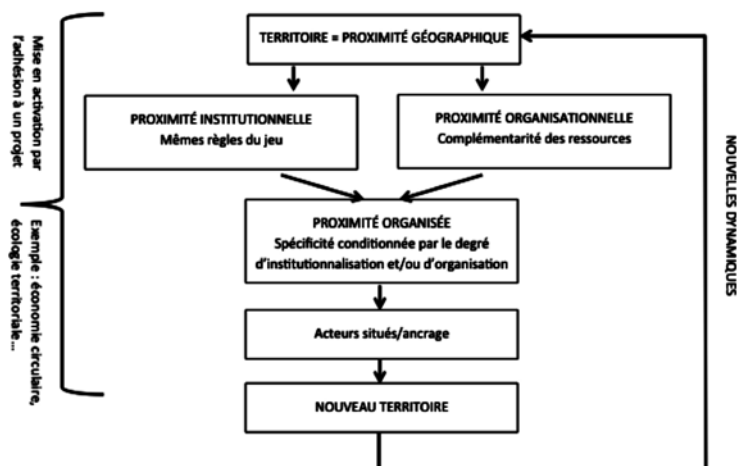 Mise en activation par
l'adhésion à un projet
TERRITOIRE = PROXIMITÉ GÉOGRAPHIQUE
PROXIMITÉ INSTITUTIONNELLE
Mêmes règles du jeu
PROXIMITÉ ORGANISATIONNELLE
Complémentarité des ressources
Exemple : économie circulaire,
écologie territoriale...
PROXIMITÉ ORGANISÉE
Spécificité conditionnée par le degré
d'institutionnalisation et/ou d'organisation
Acteurs situés/ancrage
NOUVEAU TERRITOIRE
NOUVELLES DYNAMIQUES